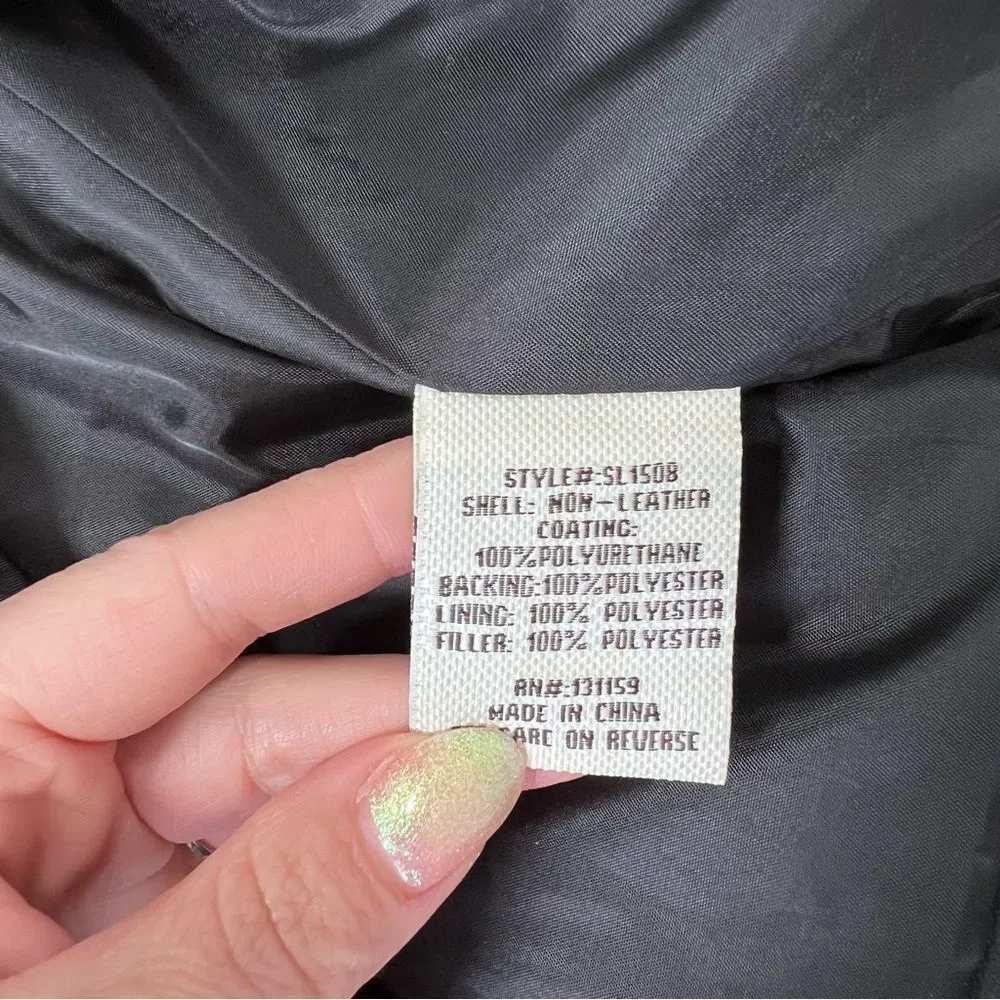 STYLE#:SL1508
SHELL: NON-LEATHER
COATING:
100%POLYURETHANE
BACKING:100%POLYESTER
LINING: 100% POLYESTER
FILLER: 100% POLYESTER
RN#:131159
MADE IN CHINA
ON REVERSE